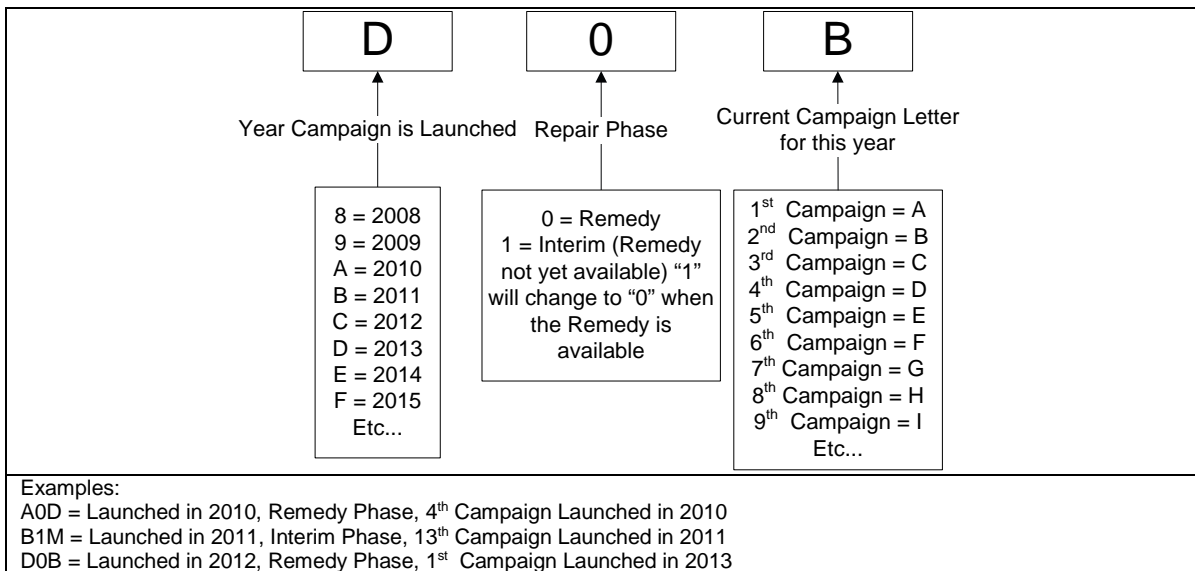 D 0 B
Year Campaign is Launched
Repair Phase
Current Campaign Letter
for this year
8 = 2008
9 = 2009
A = 2010
B = 2011
C = 2012
D = 2013
E = 2014
F = 2015
Etc...
0 = Remedy
1 = Interim (Remedy
not yet available) “1”
will change to “0” when
the Remedy is
available
1st Campaign = A
2nd Campaign = B
3rd Campaign = C
4th Campaign = D
5th Campaign = E
6th Campaign = F
7th Campaign = G
8th Campaign = H
9th Campaign = I
Etc...
Examples:
A0D = Launched in 2010, Remedy Phase, 4th Campaign Launched in 2010
B1M = Launched in 2011, Interim Phase, 13th Campaign Launched in 2011
D0B = Launched in 2012, Remedy Phase, 1st Campaign Launched in 2013